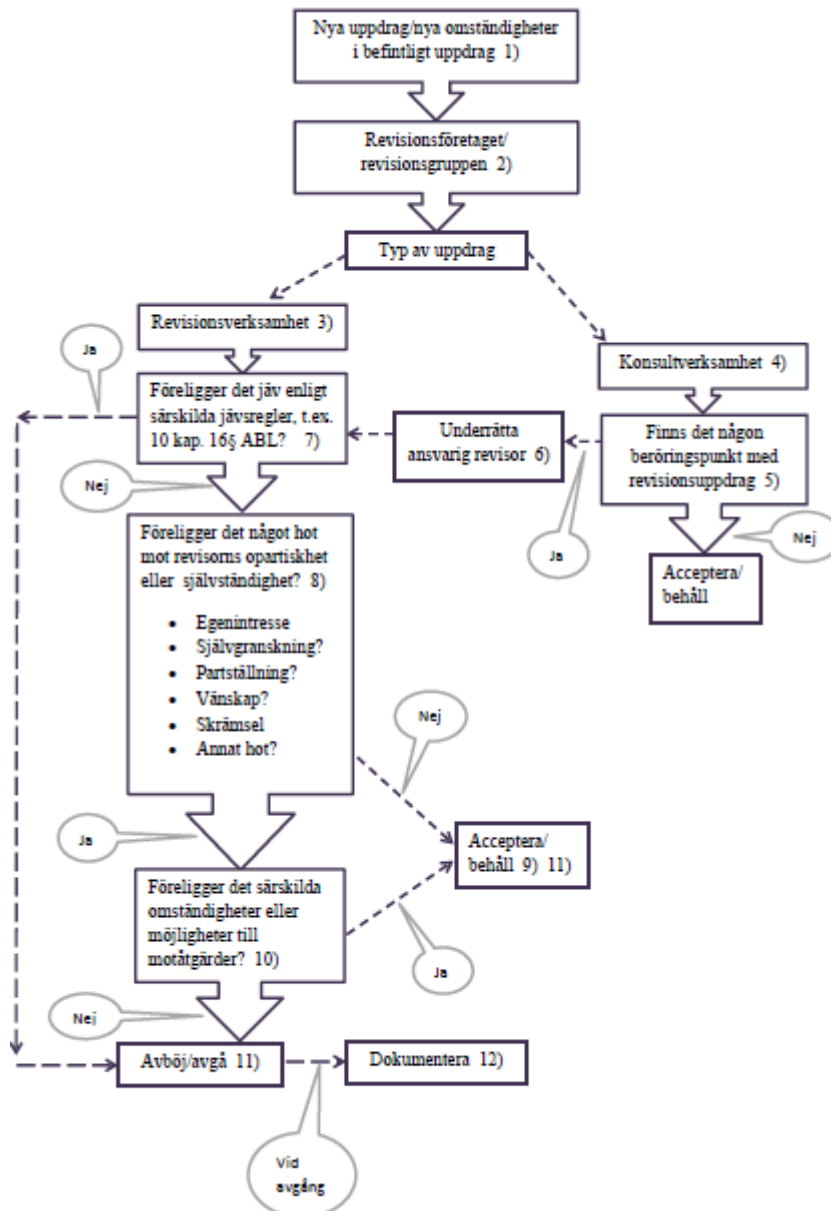 Nya uppdrag/nya omständigheter
i befintligt uppdrag 1)
Revisionsföretaget/
revisionsgruppen 2)
Typ av uppdrag
Revisionsverksamhet 3)
Ja
Föreligger det jäv enligt
särskilda jävsregler, t.ex.
10 kap. 16§ ABL? 7)
Konsultverksamhet 4)
Finns det någon
beröringspunkt med
revisionsuppdrag 5)
Underrätta
ansvarig revisor 6)
Ja
Nej
Acceptera/
behåll
Nej
Föreligger det något hot
mot revisorns opartiskhet
eller självständighet? 8)
• Egenintresse
• Självgranskning?
• Partställning?
• Vänskap?
• Skrämsel
• Annat hot?
Nej
Ja
Acceptera/
behåll 9) 11)
Föreligger det särskilda
omständigheter eller
möjligheter till
motåtgärder? 10)
Ja
Nej
Avböj/avgå 11)
Dokumentera 12)
Vid
avgång